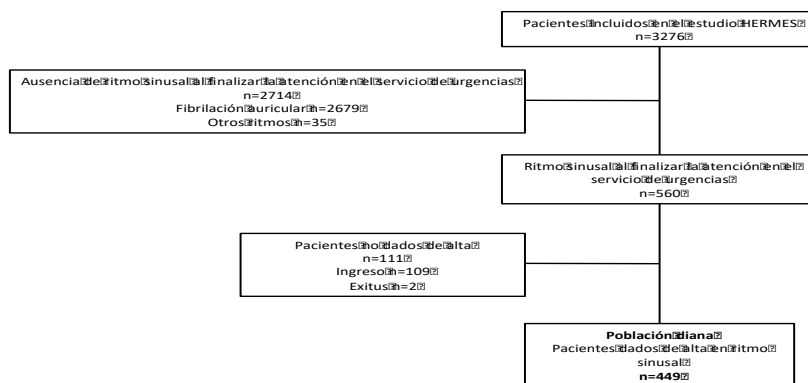 Pacientes incluidos en el estudio HERMES
n=3276
Ausencia de ritmo sinusal al finalizar la atención en el servicio de urgencias
n=2714
Fibrilación auricular n=2679
Otros ritmos n=35
Ritmo sinusal al finalizar la atención en el
servicio de urgencias
n=560
Pacientes no dados de alta
n=111
Ingreso n=109
Exitus n=2
Población diana
Pacientes dados de alta en ritmo
sinusal
n=449